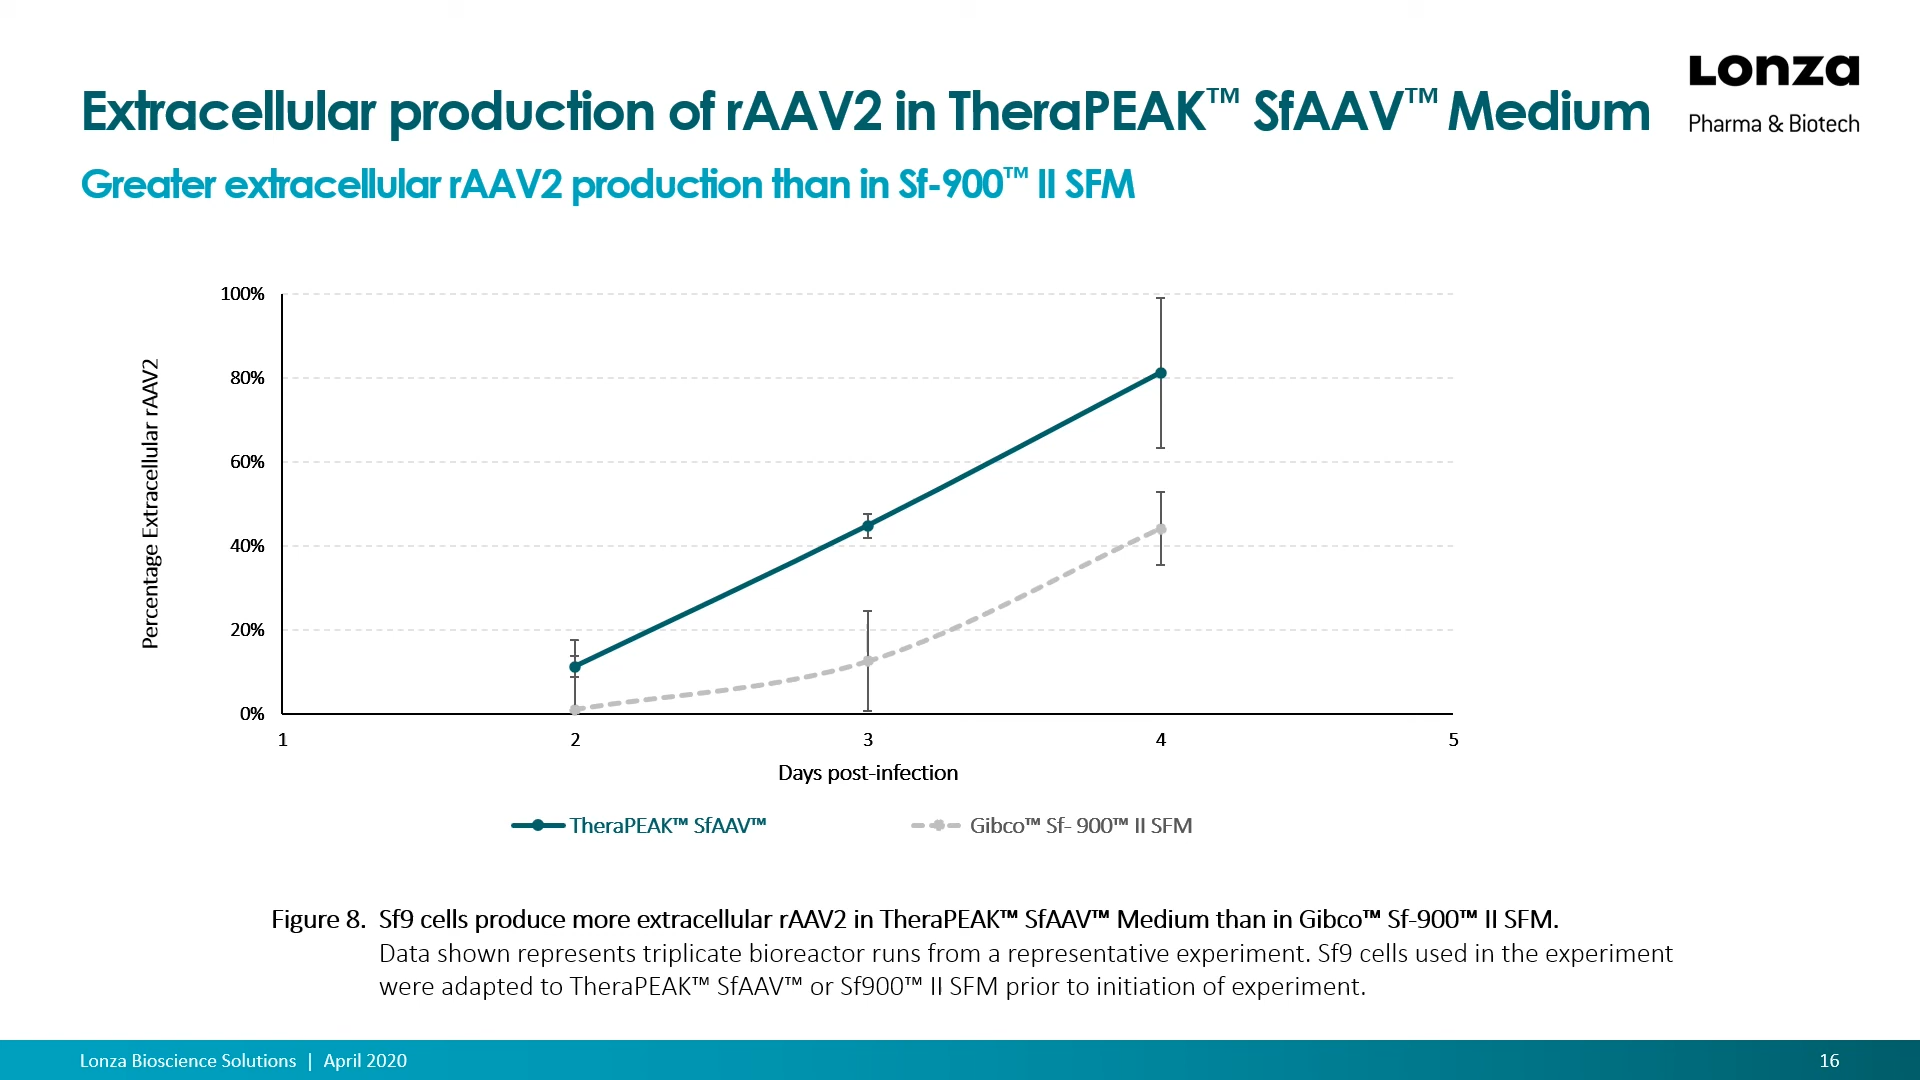 Lonza
Pharma & Biotech
Extracellular production of rAAV2 in TheraPEAK™ SfAAV™ Medium
Greater extracellular rAAV2 production than in Sf-900™ II SFM
Percentage Extracellular rAAV2
100%
80%
60%
40%
20%
0%
1 2 3 4 5
Days post-infection
TheraPEAK™ SfAAV™ Gibco™ Sf- 900™ II SFM
Figure 8. Sf9 cells produce more extracellular rAAV2 in TheraPEAK™ SfAAV™ Medium than in Gibco™ Sf-900™ II SFM.
Data shown represents triplicate bioreactor runs from a representative experiment. Sf9 cells used in the experiment
were adapted to TheraPEAK™ SfAAV™ or Sf900™ II SFM prior to initiation of experiment.
Lonza Bioscience Solutions | April 2020 16